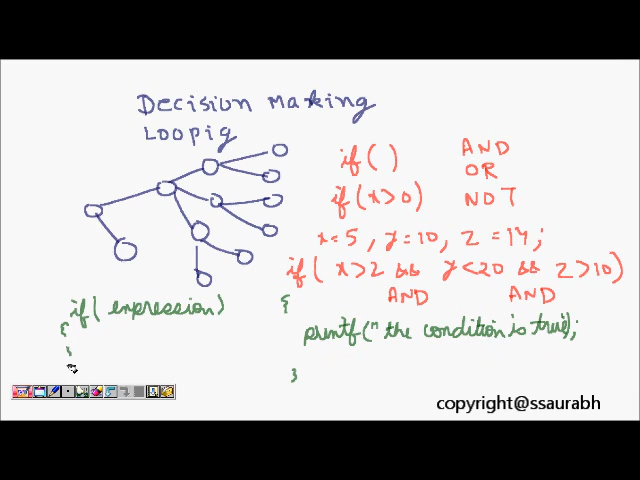 Decision Making
Loopig
if ( )
AND
OR
if (x>0)
NOT
x=5, y=10, z=14;
if( x>2 && y<20 && z>10)
AND AND
if( expression)
{
}
{
printf(" the condition is true);
}
copyright@ssaurabh